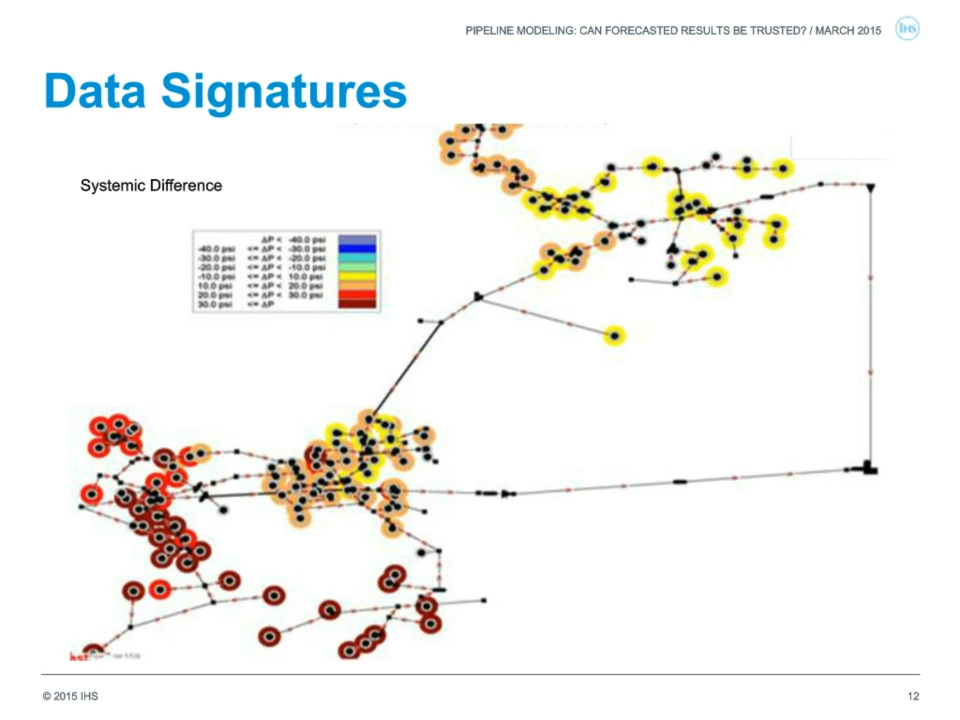 PIPELINE MODELING: CAN FORECASTED RESULTS BE TRUSTED? / MARCH 2015
IHS
Data Signatures
Systemic Difference
ΔP < -40.0 psi
-40.0 psi <= ΔP < -30.0 psi
-30.0 psi <= ΔP < -20.0 psi
-20.0 psi <= ΔP < -10.0 psi
-10.0 psi <= ΔP < 10.0 psi
10.0 psi <= ΔP < 20.0 psi
20.0 psi <= ΔP < 30.0 psi
30.0 psi <= ΔP
© 2015 IHS
12